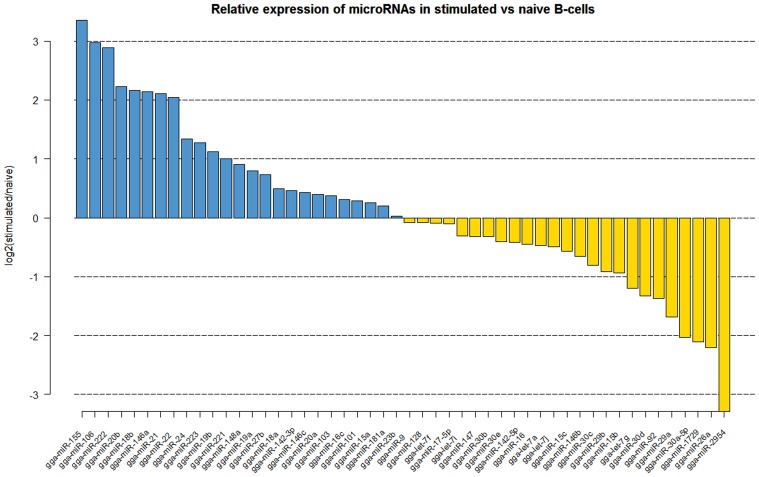 Relative expression of microRNAs in stimulated vs naive B-cells
log2(stimulated/naive)
3
2
1
0
-1
-2
-3
gga-miR-155
gga-miR-106
gga-miR-222
gga-miR-20b
gga-miR-18b
gga-miR-146a
gga-miR-21
gga-miR-22
gga-miR-24
gga-miR-223
gga-miR-19b
gga-miR-221
gga-miR-148a
gga-miR-19a
gga-miR-27b
gga-miR-18a
gga-miR-142-3p
gga-miR-146c
gga-miR-20a
gga-miR-103
gga-miR-16c
gga-miR-101
gga-miR-15a
gga-miR-181a
gga-miR-23b
gga-miR-9
gga-miR-128
gga-let-7f
gga-miR-17-5p
gga-let-7i
gga-miR-147
gga-miR-30b
gga-miR-30e
gga-miR-142-5p
gga-miR-16
gga-let-7a
gga-let-7j
gga-miR-15c
gga-miR-146b
gga-miR-30c
gga-miR-29b
gga-miR-15b
gga-let-7g
gga-miR-30d
gga-miR-92
gga-miR-29a
gga-miR-30a-5p
gga-miR-1729
gga-miR-26a
gga-miR-2954